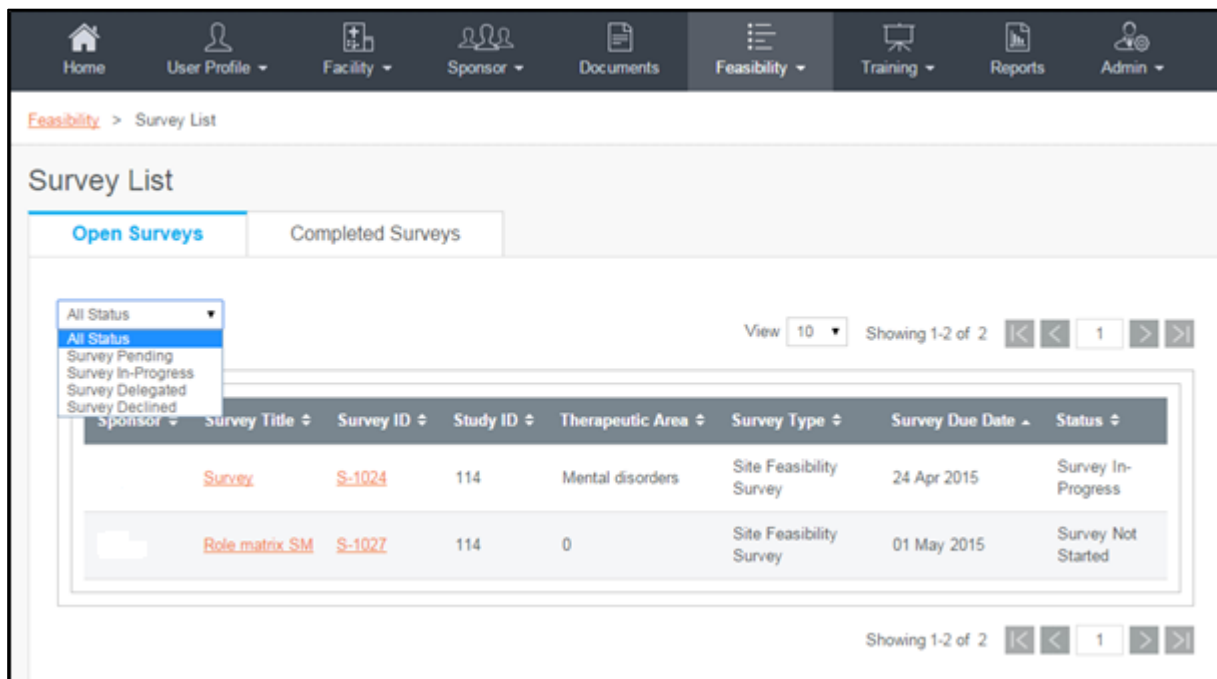 Home User Profile Facility Sponsor Documents Feasibility Training Reports Admin
Feasibility > Survey List
Survey List
Open Surveys Completed Surveys
All Status
View 10 Showing 1-2 of 2 1
All Status
Survey Pending
Survey In-Progress
Survey Delegated
Survey Declined
Sponsor Survey Title Survey ID Study ID Therapeutic Area Survey Type Survey Due Date Status
Survey S-1024 114 Mental disorders Site Feasibility Survey 24 Apr 2015 Survey In-Progress
Role matrix SM S-1027 114 0 Site Feasibility Survey 01 May 2015 Survey Not Started
Showing 1-2 of 2 1